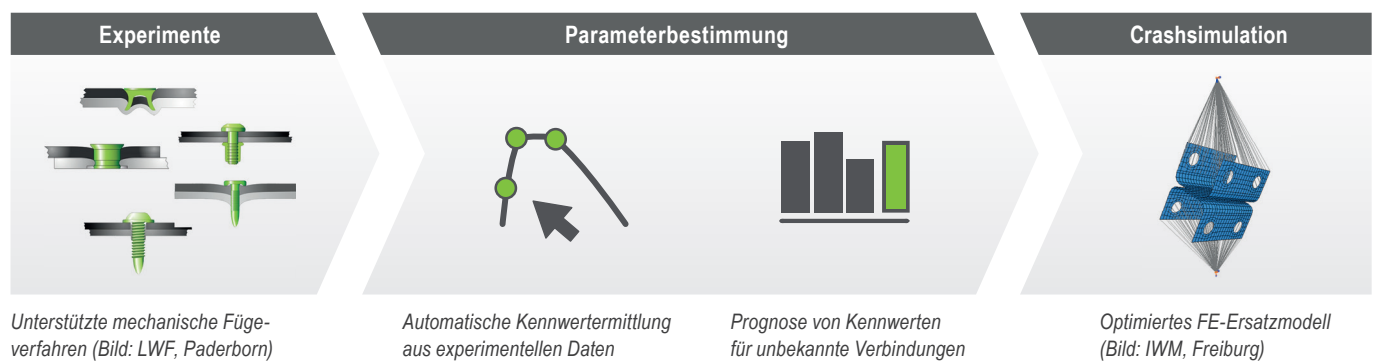 Experimente
Parameterbestimmung
Crashsimulation
Unterstützte mechanische Füge-
verfahren (Bild: LWF, Paderborn)
Automatische Kennwertermittlung
aus experimentellen Daten
Prognose von Kennwerten
für unbekannte Verbindungen
Optimiertes FE-Ersatzmodell
(Bild: IWM, Freiburg)